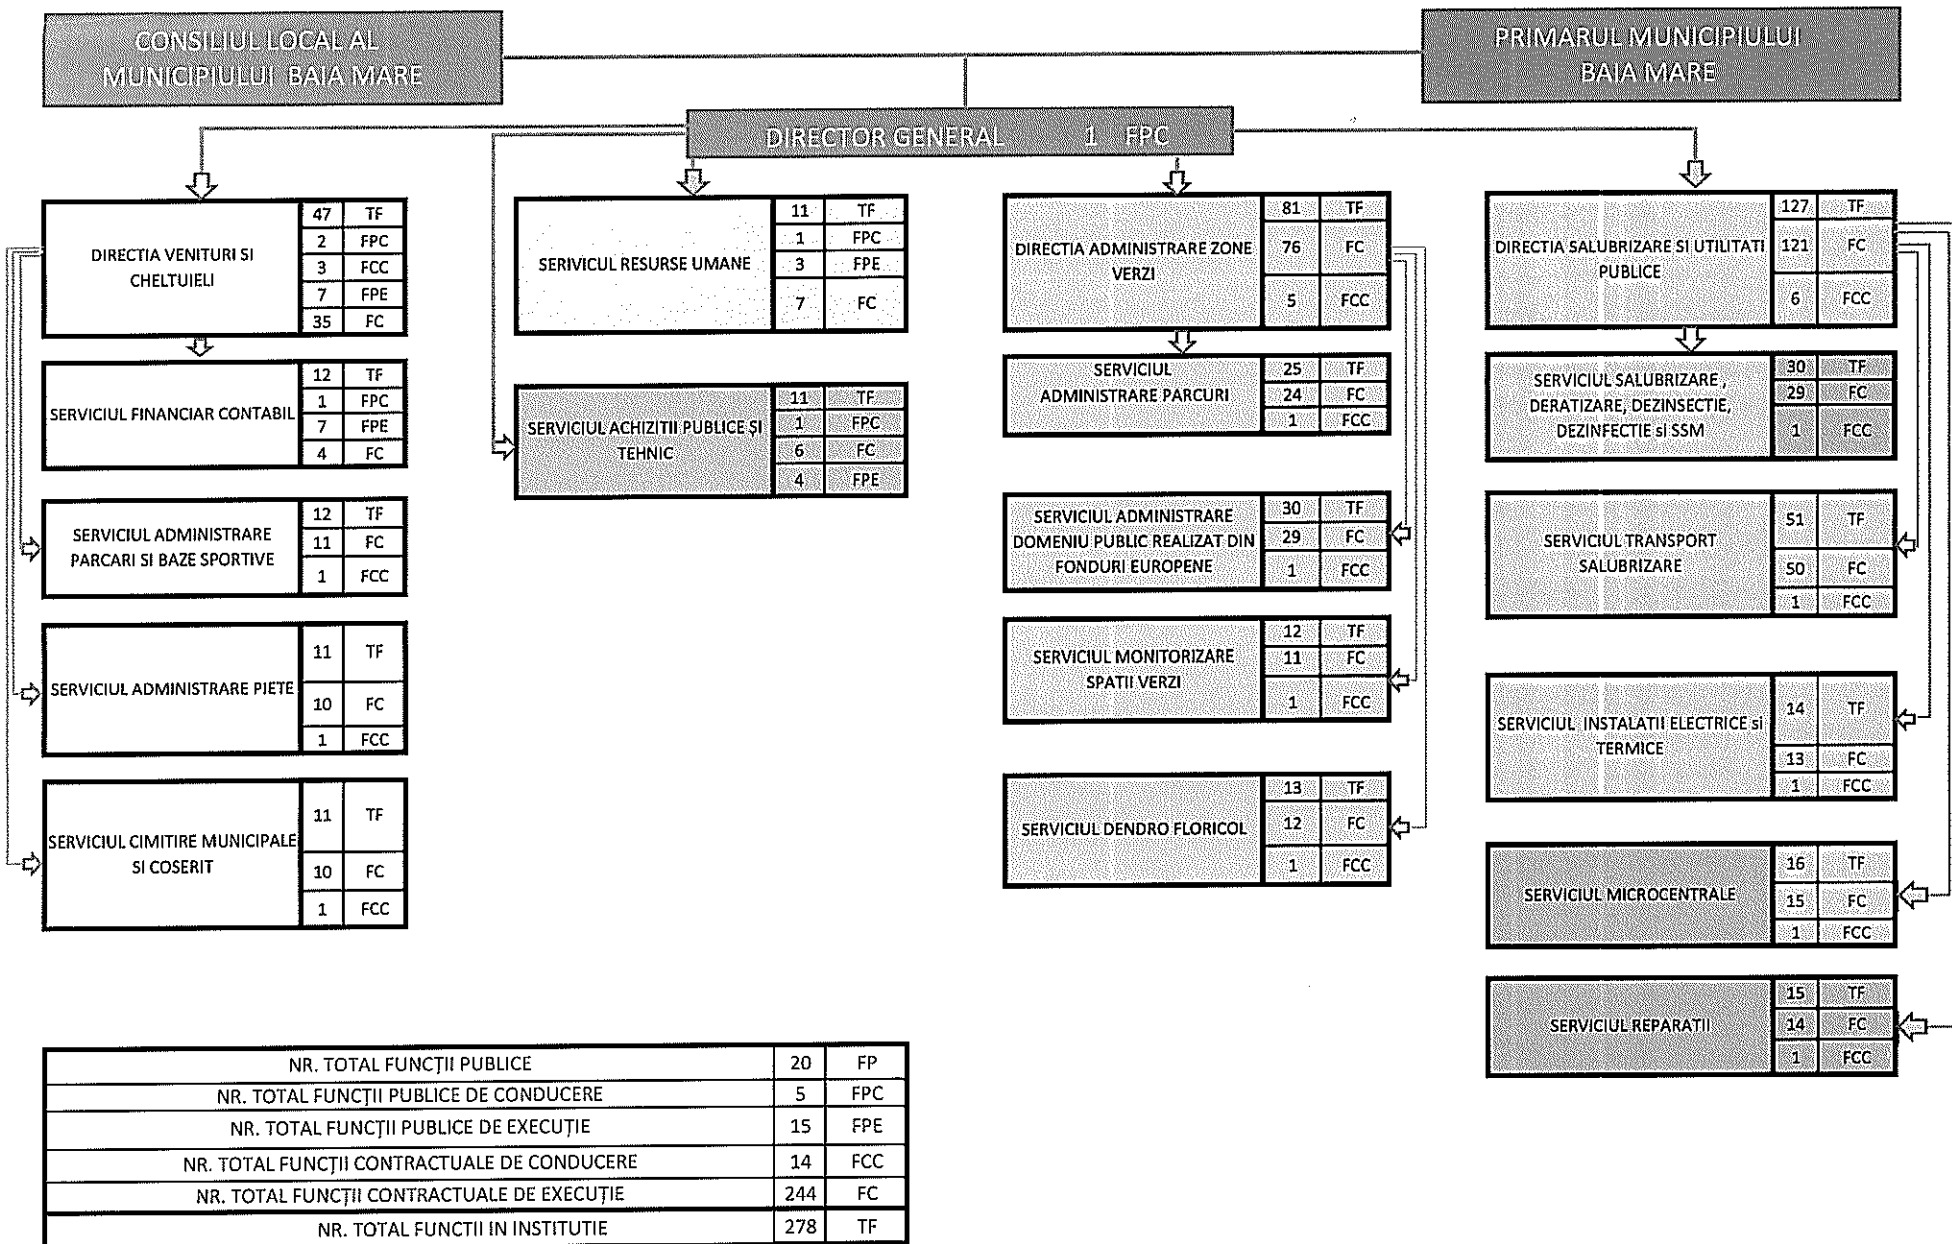 CONSILIUL LOCAL AL
MUNICIPIULUI BAIA MARE
PRIMARUL MUNICIPIULUI
BAIA MARE
DIRECTOR GENERAL 1 FPC
DIRECTIA VENITURI SI
CHELTUIELI
47 TF
2 FPC
3 FCC
7 FPE
35 FC
SERVICIUL FINANCIAR CONTABIL
12 TF
1 FPC
7 FPE
4 FC
SERVICIUL ADMINISTRARE
PARCARI SI BAZE SPORTIVE
12 TF
11 FC
1 FCC
SERVICIUL ADMINISTRARE PIETE
11 TF
10 FC
1 FCC
SERVICIUL CIMITIRE MUNICIPALE
SI COSERIT
11 TF
10 FC
1 FCC
SERIVICUL RESURSE UMANE
11 TF
1 FPC
3 FPE
7 FC
SERVICIUL ACHIZITII PUBLICE ȘI
TEHNIC
11 TF
1 FPC
6 FC
4 FPE
DIRECTIA ADMINISTRARE ZONE
VERZI
81 TF
76 FC
5 FCC
SERVICIUL
ADMINISTRARE PARCURI
25 TF
24 FC
1 FCC
SERVICIUL ADMINISTRARE
DOMENIU PUBLIC REALIZAT DIN
FONDURI EUROPENE
30 TF
29 FC
1 FCC
SERVICIUL MONITORIZARE
SPATII VERZI
12 TF
11 FC
1 FCC
SERVICIUL DENDRO FLORICOL
13 TF
12 FC
1 FCC
DIRECTIA SALUBRIZARE SI UTILITATI
PUBLICE
127 TF
121 FC
6 FCC
SERVICIUL SALUBRIZARE ,
DERATIZARE, DEZINSECTIE,
DEZINFECTIE si SSM
30 TF
29 FC
1 FCC
SERVICIUL TRANSPORT
SALUBRIZARE
51 TF
50 FC
1 FCC
SERVICIUL INSTALATII ELECTRICE si
TERMICE
14 TF
13 FC
1 FCC
SERVICIUL MICROCENTRALE
16 TF
15 FC
1 FCC
SERVICIUL REPARATII
15 TF
14 FC
1 FCC
NR. TOTAL FUNCȚII PUBLICE 20 FP
NR. TOTAL FUNCȚII PUBLICE DE CONDUCERE 5 FPC
NR. TOTAL FUNCȚII PUBLICE DE EXECUȚIE 15 FPE
NR. TOTAL FUNCȚII CONTRACTUALE DE CONDUCERE 14 FCC
NR. TOTAL FUNCȚII CONTRACTUALE DE EXECUȚIE 244 FC
NR. TOTAL FUNCTII IN INSTITUTIE 278 TF